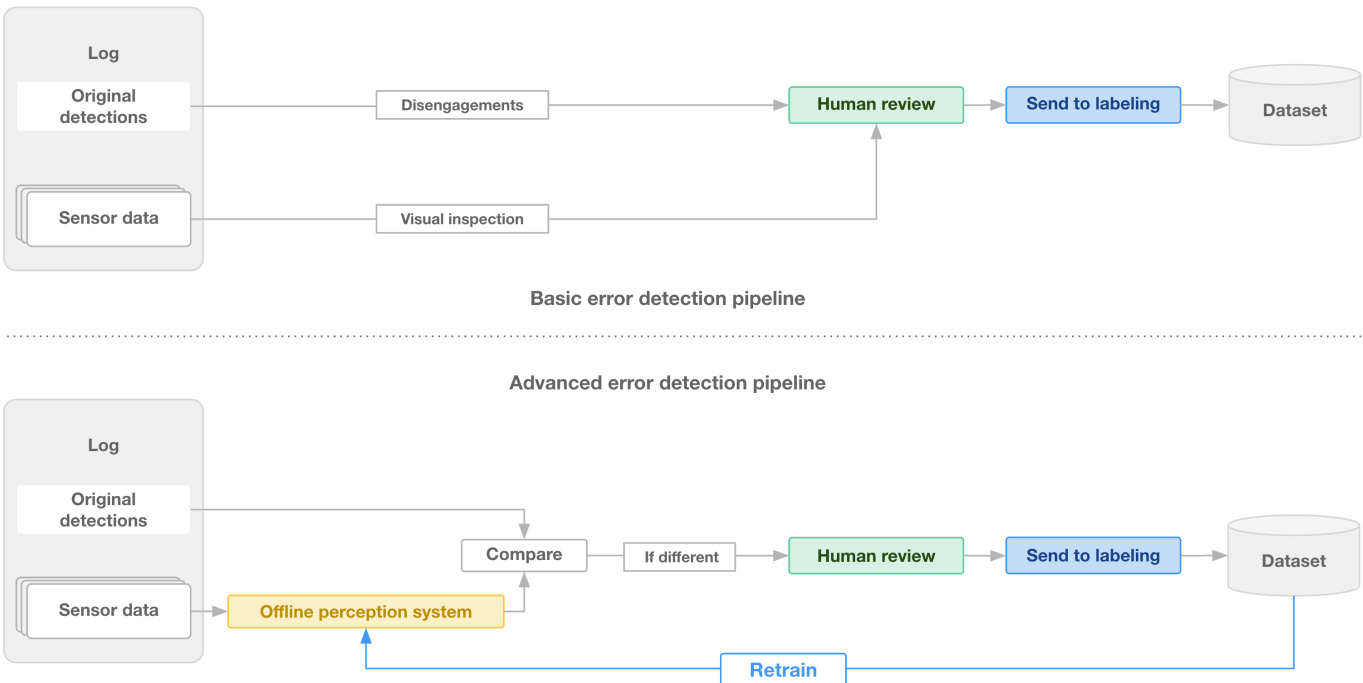 Log
Original
detections
Disengagements
Human review
Send to labeling
Dataset
Sensor data
Visual inspection
Basic error detection pipeline
Advanced error detection pipeline
Log
Original
detections
Compare
If different
Human review
Send to labeling
Dataset
Sensor data
Offline perception system
Retrain